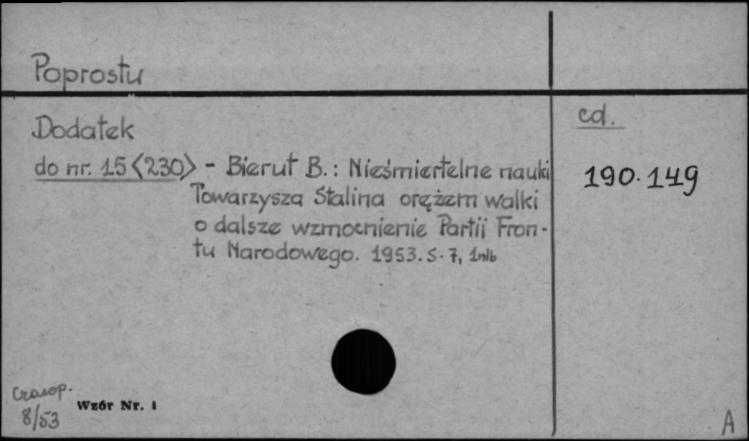 Poprostu
Dodatek
cd.
do nr. 15 <230> - Bierut B.: Nieśmiertelne nauki
190.149
Towarzysza Stalina orężem walki
o dalsze wzmocnienie Partii Fron-
tu Narodowego. 1953. S. 7, 1nlb
Czasop.
8/53
Wzór Nr. 1
A